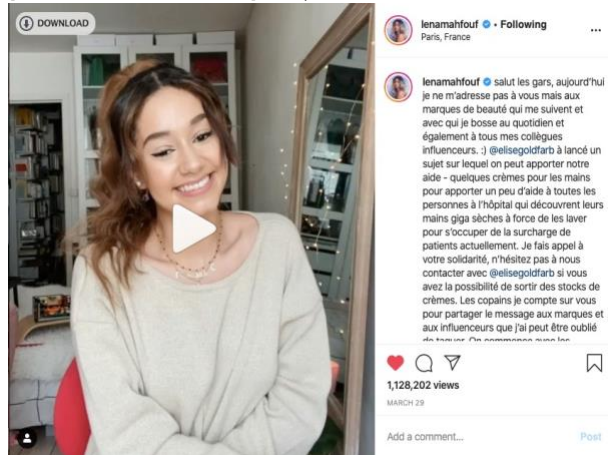 DOWNLOAD
lenamahfouf • Following
Paris, France
lenamahfouf salut les gars, aujourd'hui
je ne m'adresse pas à vous mais aux
marques de beauté qui me suivent et
avec qui je bosse au quotidien et
également à tous mes collègues
influenceurs. :) @elisegoldfarb à lancé un
sujet sur lequel on peut apporter notre
aide - quelques crèmes pour les mains
pour apporter un peu d'aide à toutes les
personnes à l'hôpital qui découvrent leurs
mains giga sèches à force de les laver
pour s'occuper de la surcharge de
patients actuellement. Je fais appel à
votre solidarité, n'hésitez pas à nous
contacter avec @elisegoldfarb si vous
avez la possibilité de sortir des stocks de
crèmes. Les copains je compte sur vous
pour partager le message aux marques et
aux influenceurs que j'ai peut être oublié
de taguer. On commence avec les
1,128,202 views
MARCH 29
Add a comment...
Post